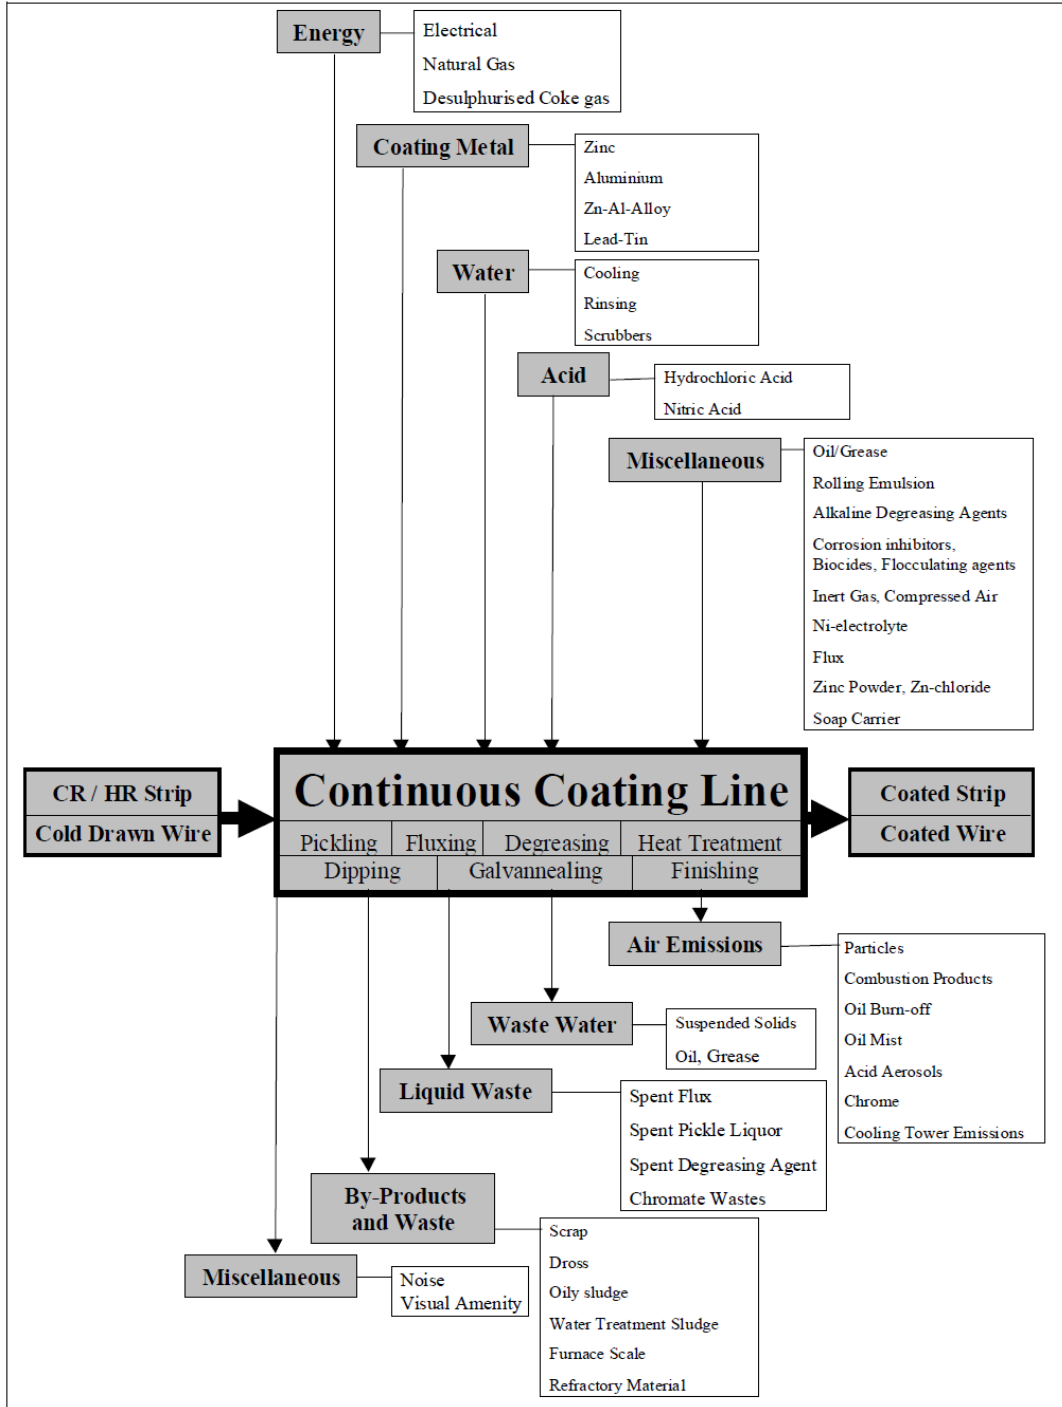 Energy
Electrical
Natural Gas
Desulphurised Coke gas
Coating Metal
Zinc
Aluminium
Zn-Al-Alloy
Lead-Tin
Water
Cooling
Rinsing
Scrubbers
Acid
Hydrochloric Acid
Nitric Acid
Miscellaneous
Oil/Grease
Rolling Emulsion
Alkaline Degreasing Agents
Corrosion inhibitors,
Biocides, Flocculating agents
Inert Gas, Compressed Air
Ni-electrolyte
Flux
Zinc Powder, Zn-chloride
Soap Carrier
CR / HR Strip
Cold Drawn Wire
Continuous Coating Line
Pickling
Fluxing
Degreasing
Heat Treatment
Dipping
Galvannealing
Finishing
Coated Strip
Coated Wire
Air Emissions
Particles
Combustion Products
Oil Burn-off
Oil Mist
Acid Aerosols
Chrome
Cooling Tower Emissions
Waste Water
Suspended Solids
Oil, Grease
Liquid Waste
Spent Flux
Spent Pickle Liquor
Spent Degreasing Agent
Chromate Wastes
By-Products
and Waste
Scrap
Dross
Oily sludge
Water Treatment Sludge
Furnace Scale
Refractory Material
Miscellaneous
Noise
Visual Amenity